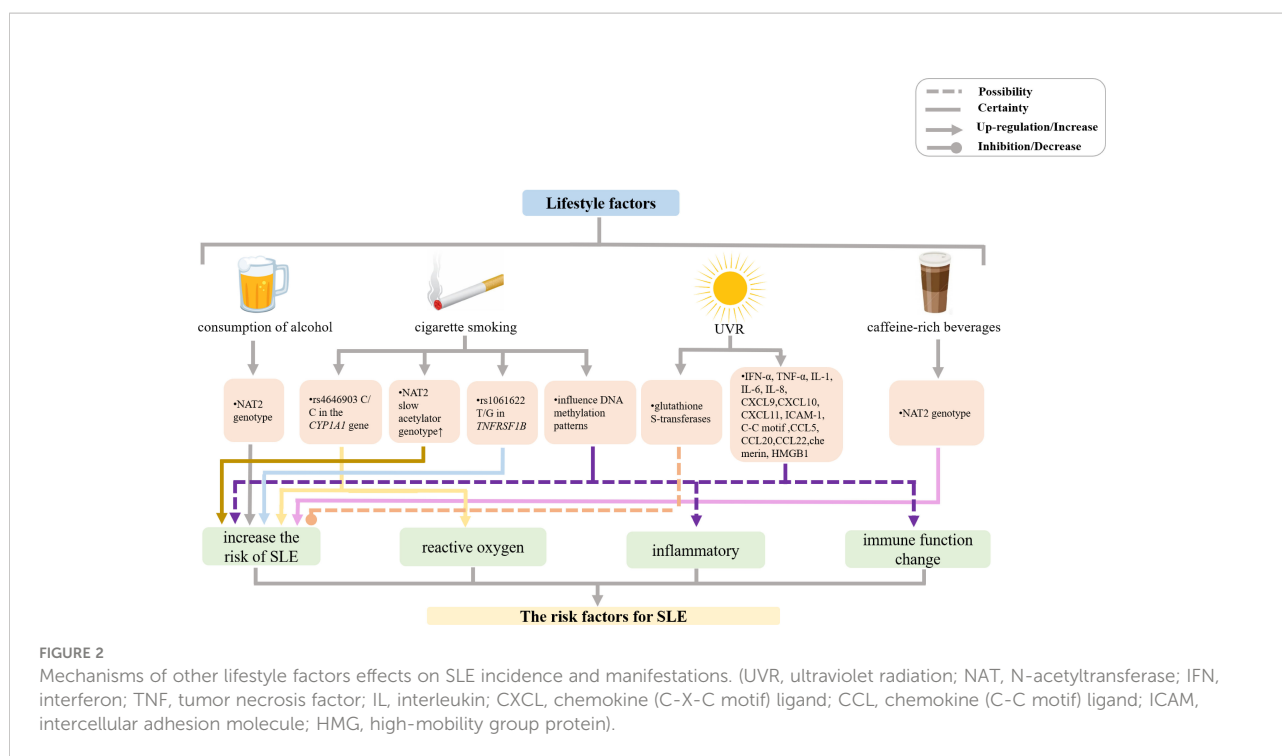 Possibility
Certainty
Up-regulation/Increase
Inhibition/Decrease
Lifestyle factors
consumption of alcohol
cigarette smoking
UVR
caffeine-rich beverages
•NAT2
genotype
•rs4646903 C/
C in the
CYP1A1 gene
•NAT2
slow
acetylator
genotype↑
•rs1061622
T/G in
TNFRSF1B
•influence DNA
methylation
patterns
•glutathione
S-transferases
•IFN-α, TNF-α, IL-1,
IL-6, IL-8,
CXCL9,CXCL10,
CXCL11, ICAM-1,
C-C motif ,CCL5,
CCL20,CCL22,che
merin, HMGB1
•NAT2 genotype
increase the
risk of SLE
reactive oxygen
inflammatory
immune function
change
The risk factors for SLE
FIGURE 2
Mechanisms of other lifestyle factors effects on SLE incidence and manifestations. (UVR, ultraviolet radiation; NAT, N-acetyltransferase; IFN,
interferon; TNF, tumor necrosis factor; IL, interleukin; CXCL, chemokine (C-X-C motif) ligand; CCL, chemokine (C-C motif) ligand; ICAM,
intercellular adhesion molecule; HMG, high-mobility group protein).